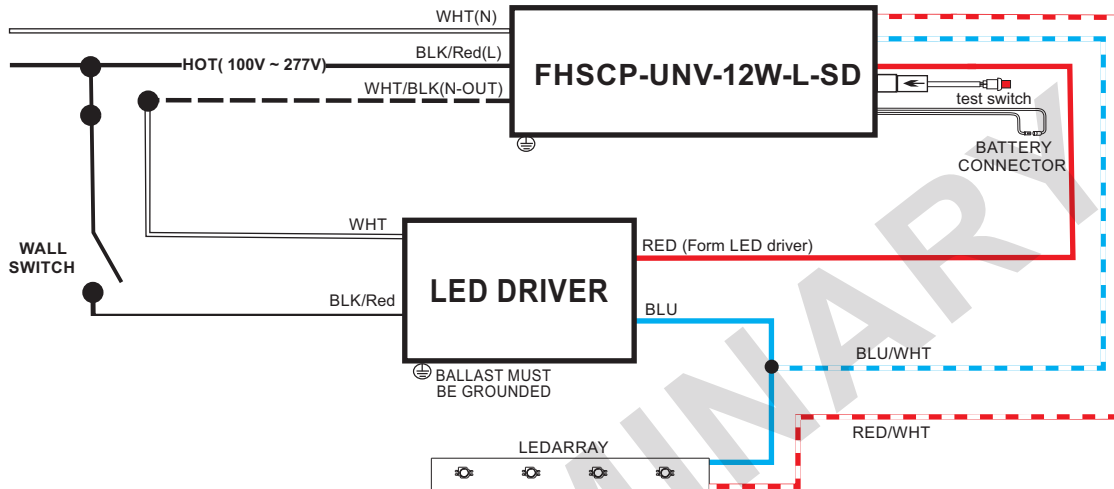 WHT(N)
BLK/Red(L)
HOT( 100V ~ 277V)
WHT/BLK(N-OUT)
FHSCP-UNV-12W-L-SD
test switch
BATTERY
CONNECTOR
WHT
WALL
SWITCH
BLK/Red
LED DRIVER
RED (Form LED driver)
BLU
BLU/WHT
BALLAST MUST
BE GROUNDED
RED/WHT
LEDARRAY
MINARY